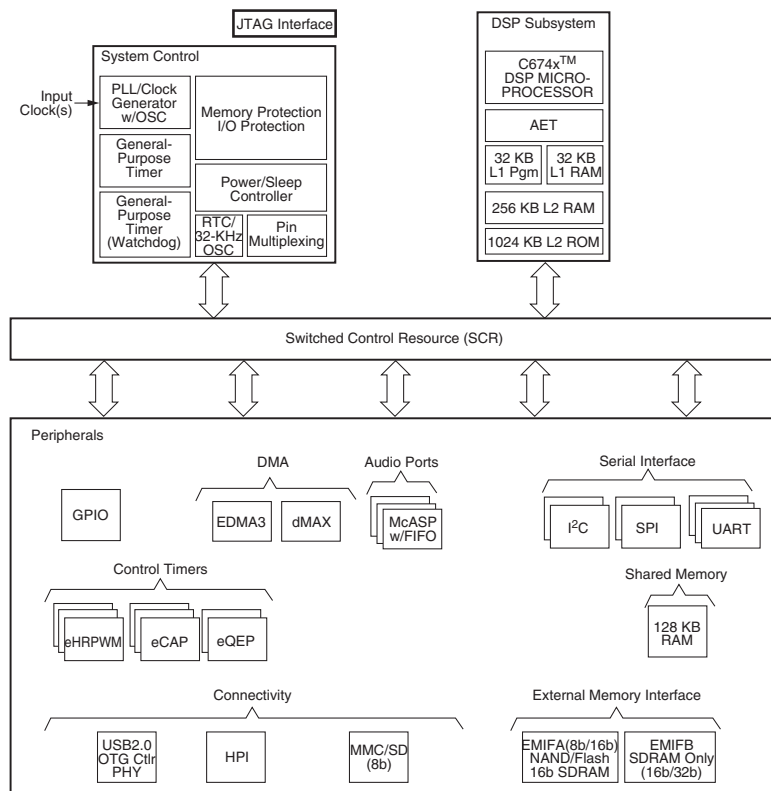 JTAG Interface
System Control
Input
Clock(s)
PLL/Clock
Generator
w/OSC
General-
Purpose
Timer
General-
Purpose
Timer
(Watchdog)
Memory Protection
I/O Protection
Power/Sleep
Controller
RTC/
32-KHz
OSC
Pin
Multiplexing
DSP Subsystem
C674x™
DSP MICRO-
PROCESSOR
AET
32 KB
L1 Pgm
32 KB
L1 RAM
256 KB L2 RAM
1024 KB L2 ROM
Switched Control Resource (SCR)
Peripherals
GPIO
DMA
EDMA3
dMAX
Audio Ports
McASP
w/FIFO
Serial Interface
I²C
SPI
UART
Control Timers
eHRPWM
eCAP
eQEP
Shared Memory
128 KB
RAM
Connectivity
USB2.0
OTG Ctlr
PHY
HPI
MMC/SD
(8b)
External Memory Interface
EMIFA(8b/16b)
NAND/Flash
16b SDRAM
EMIFB
SDRAM Only
(16b/32b)